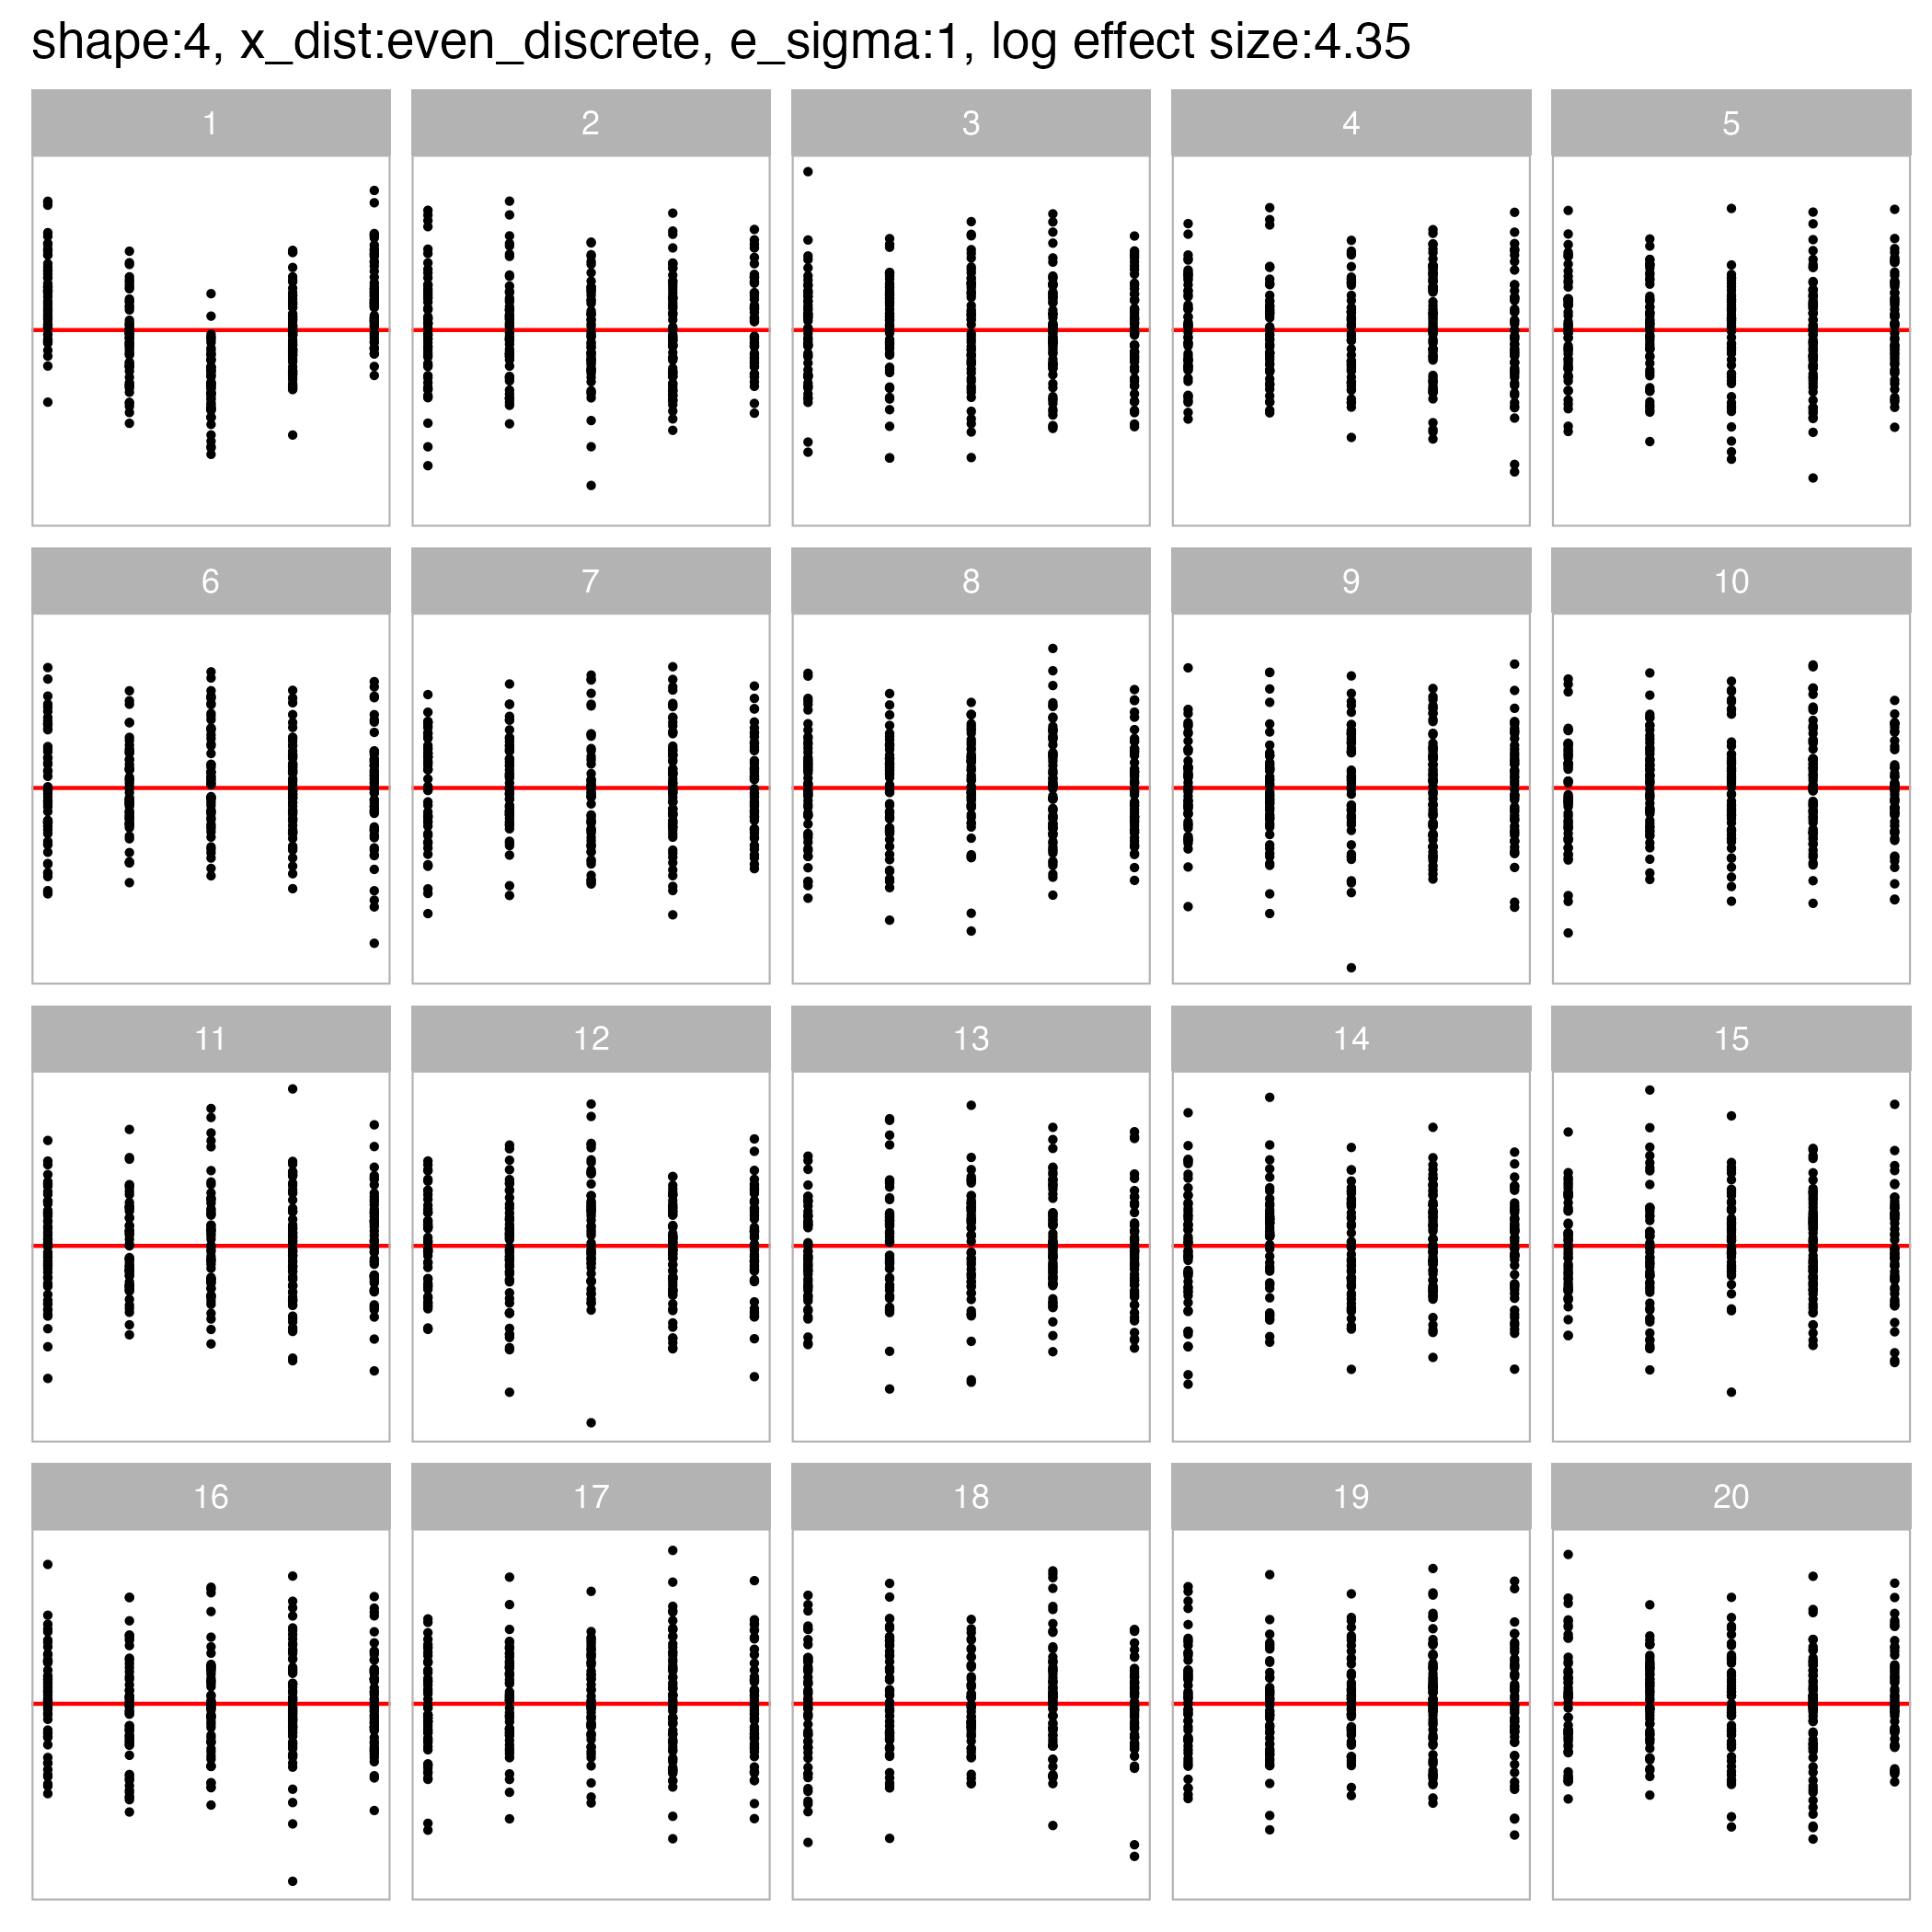 shape:4, x_dist:even_discrete, e_sigma:1, log effect size:4.35
1 2 3 4 5
6 7 8 9 10
11 12 13 14 15
16 17 18 19 20